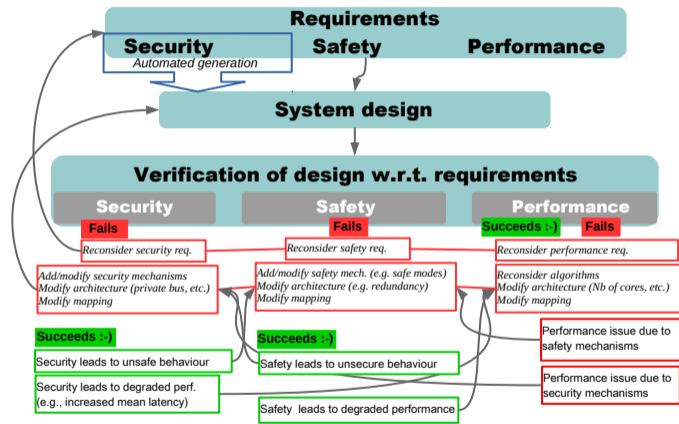 Requirements
Security Safety Performance
Automated generation
System design
Verification of design w.r.t. requirements
Security Safety Performance
Fails Fails Succeeds :-) Fails
Reconsider security req. Reconsider safety req. Reconsider performance req.
Add/modify security mechanisms
Modify architecture (private bus, etc.)
Modify mapping
Add/modify safety mech. (e.g. safe modes)
Modify architecture (e.g. redundancy)
Modify mapping
Reconsider algorithms
Modify architecture (Nb of cores, etc.)
Modify mapping
Succeeds :-)
Security leads to unsafe behaviour
Security leads to degraded perf.
(e.g., increased mean latency)
Succeeds :-)
Safety leads to unsecure behaviour
Safety leads to degraded performance
Performance issue due to
safety mechanisms
Performance issue due to
security mechanisms